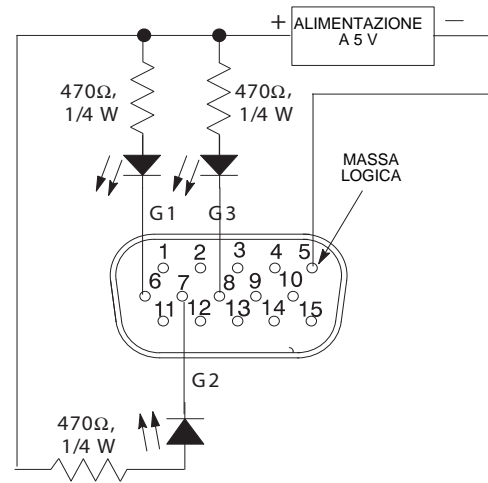 + ALIMENTAZIONE —
A 5 V
470Ω,
1/4 W
470Ω,
1/4 W
MASSA
LOGICA
G1
G3
1 2 3 4 5
6 7 8 9 10
11 12 13 14 15
G2
470Ω,
1/4 W